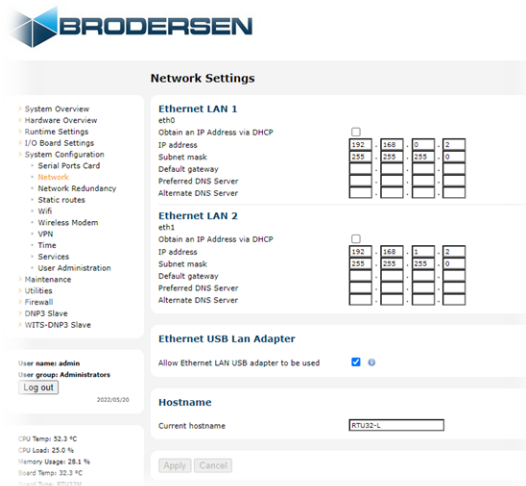 BRODERSEN
Network Settings
System Overview
Hardware Overview
Runtime Settings
I/O Board Settings
System Configuration
Serial Ports Card
Network
Network Redundancy
Static routes
Wifi
Wireless Modem
VPN
Time
Services
User Administration
Maintenance
Utilities
Firewall
DNP3 Slave
WITS-DNP3 Slave
User name: admin
User group: Administrators
Log out
2022/05/20
CPU Temp: 52.3 ºC
CPU Load: 25.0 %
Memory Usage: 28.1 %
Board Temp: 32.3 ºC
Board Type: RTU32M
Ethernet LAN 1
eth0
Obtain an IP Address via DHCP
IP address 192 . 168 . 0 . 2
Subnet mask 255 . 255 . 255 . 0
Default gateway . . .
Preferred DNS Server . . .
Alternate DNS Server . . .
Ethernet LAN 2
eth1
Obtain an IP Address via DHCP
IP address 192 . 168 . 1 . 2
Subnet mask 255 . 255 . 255 . 0
Default gateway . . .
Preferred DNS Server . . .
Alternate DNS Server . . .
Ethernet USB Lan Adapter
Allow Ethernet LAN USB adapter to be used
Hostname
Current hostname RTU32-L
Apply Cancel